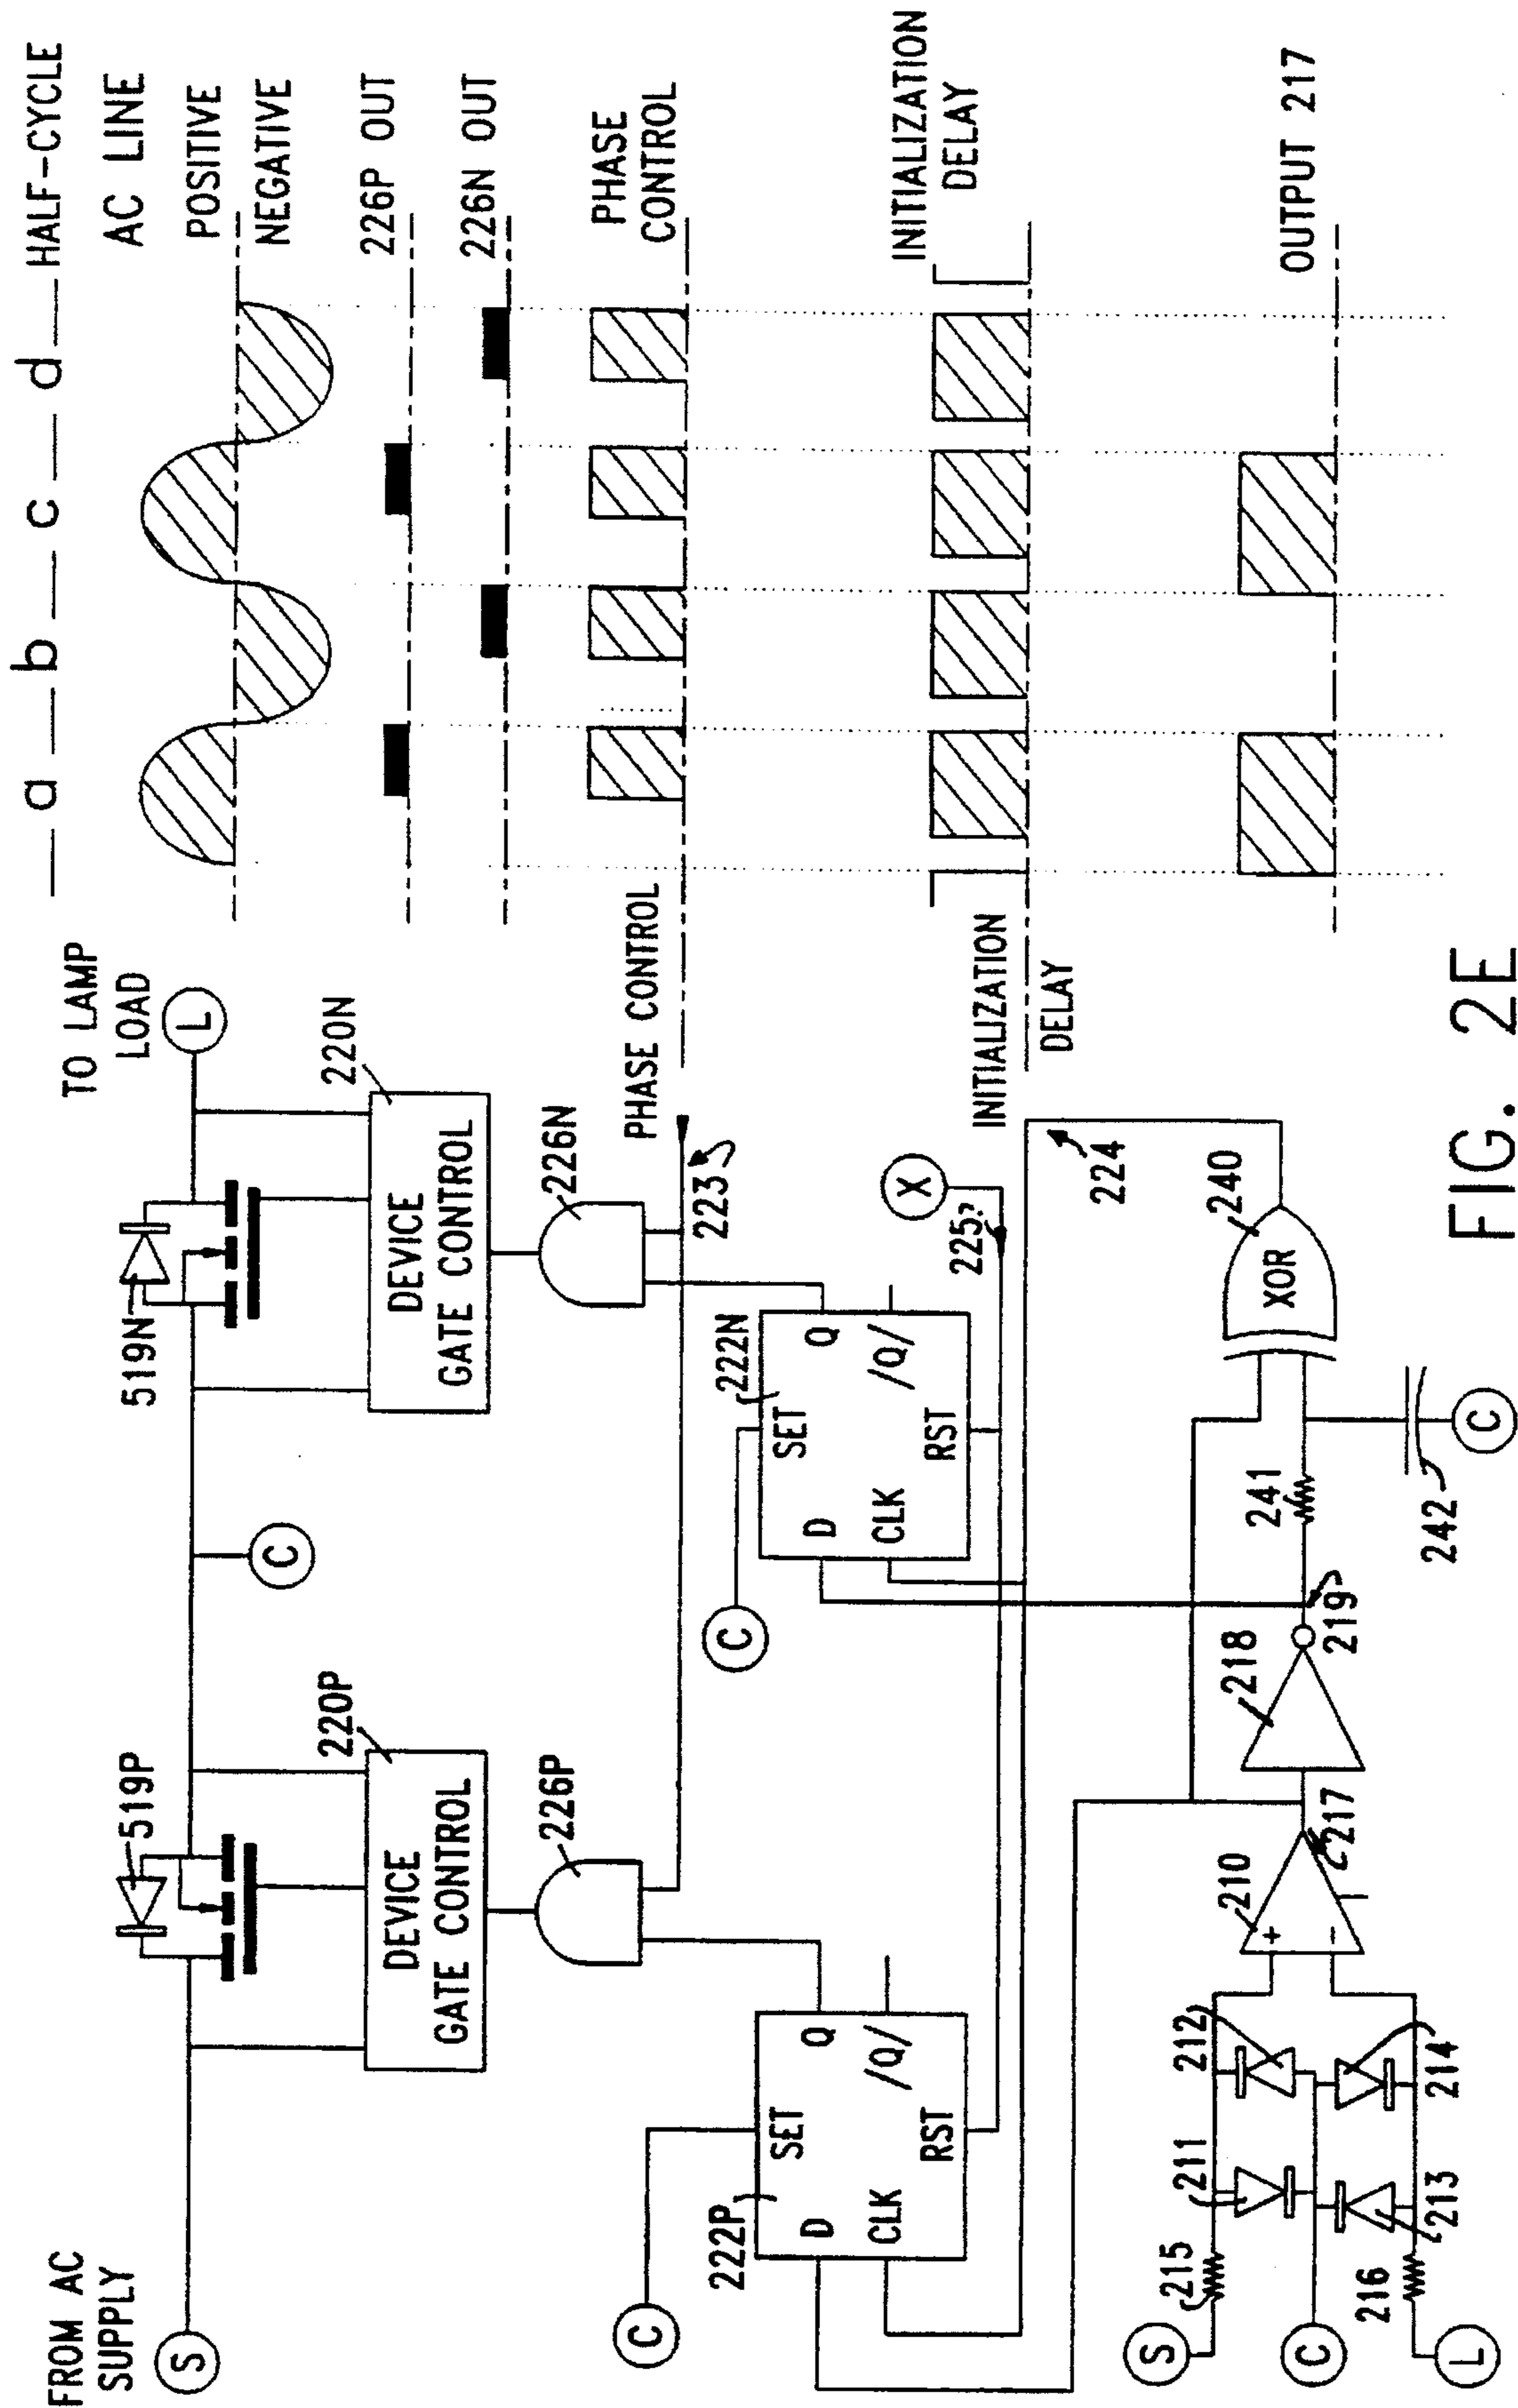 FROM AC
SUPPLY
S
519P
C
519N
TO LAMP
LOAD
L
DEVICE
GATE CONTROL
220P
DEVICE
GATE CONTROL
220N
226P
226N
PHASE CONTROL
223
C
222P
SET
D
Q
CLK
/Q/
RST
C
222N
SET
D
Q
CLK
/Q/
RST
X
225
INITIALIZATION
DELAY
224
S
215
211
212
C
216
213
214
L
+
−
210
217
218
219
241
242
C
XOR
240
a b c d HALF-CYCLE
AC LINE
POSITIVE
NEGATIVE
226P OUT
226N OUT
PHASE
CONTROL
INITIALIZATION
DELAY
OUTPUT 217
FIG. 2E